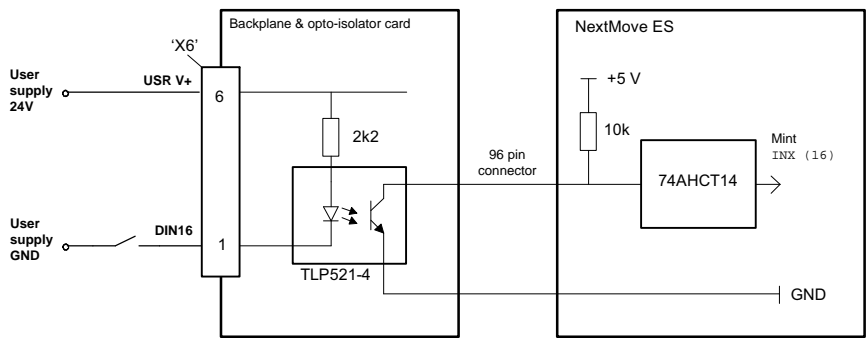 Backplane & opto-isolator card
NextMove ES
‘X6’
User
supply
24V
USR V+
6
+5 V
2k2
10k
96 pin
connector
74AHCT14
Mint
INX (16)
User
supply
GND
DIN16
1
TLP521-4
GND